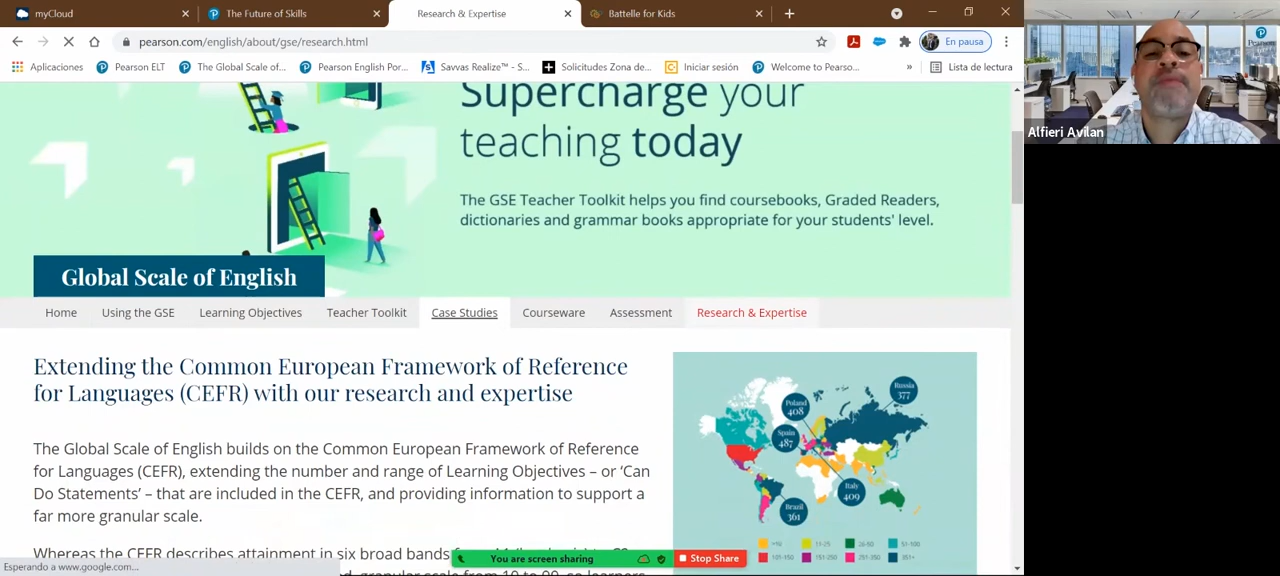 myCloud
The Future of Skills
Research & Expertise
Battelle for Kids
pearson.com/english/about/gse/research.html
En pausa
Aplicaciones
Pearson ELT
The Global Scale of...
Pearson English Por...
Savvas Realize™ - S...
Solicitudes Zona de...
Iniciar sesión
Welcome to Pearso...
»
Lista de lectura
Supercharge your
teaching today
The GSE Teacher Toolkit helps you find coursebooks, Graded Readers,
dictionaries and grammar books appropriate for your students' level.
Global Scale of English
Home
Using the GSE
Learning Objectives
Teacher Toolkit
Case Studies
Courseware
Assessment
Research & Expertise
Extending the Common European Framework of Reference
for Languages (CEFR) with our research and expertise
The Global Scale of English builds on the Common European Framework of Reference
for Languages (CEFR), extending the number and range of Learning Objectives – or ‘Can
Do Statements’ – that are included in the CEFR, and providing information to support a
far more granular scale.
Whereas the CEFR describes attainment in six broad bands
Russia
377
Poland
408
Spain
487
Italy
409
Brazil
361
You are screen sharing
Stop Share
Esperando a www.google.com...
Pearson
Alfieri Avilan